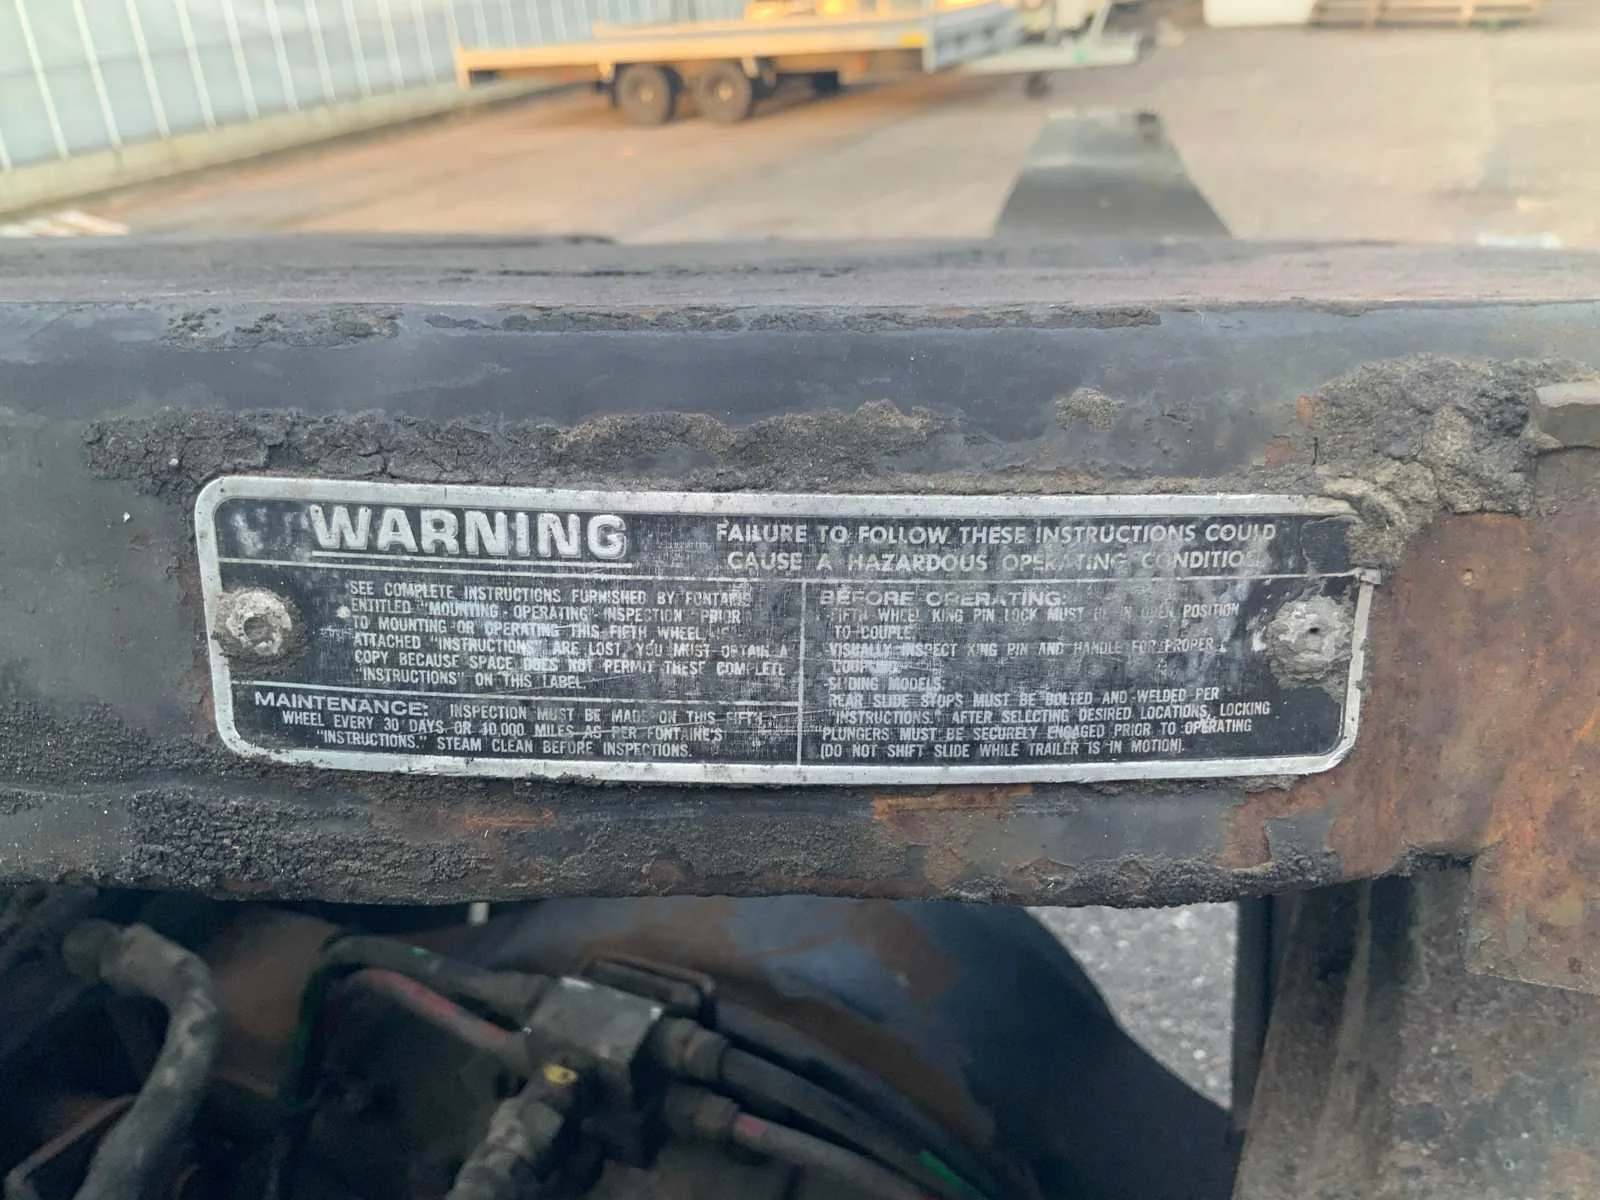 WARNING
FAILURE TO FOLLOW THESE INSTRUCTIONS COULD
CAUSE A HAZARDOUS OPERATING CONDITION.
SEE COMPLETE INSTRUCTIONS FURNISHED BY FONTAINE
ENTITLED "MOUNTING - OPERATING" INSPECTION PRIOR
TO MOUNTING OR OPERATING THIS FIFTH WHEEL. IF
ATTACHED "INSTRUCTIONS" ARE LOST, YOU MUST OBTAIN A
COPY BECAUSE SPACE DOES NOT PERMIT THESE COMPLETE
"INSTRUCTIONS" ON THIS LABEL.
MAINTENANCE: INSPECTION MUST BE MADE ON THIS FIFTH
WHEEL EVERY 30 DAYS OR 10,000 MILES AS PER FONTAINE'S
"INSTRUCTIONS." STEAM CLEAN BEFORE INSPECTIONS.
BEFORE OPERATING:
-FIFTH WHEEL KING PIN LOCK MUST BE IN OPEN POSITION
TO COUPLE.
-VISUALLY INSPECT KING PIN AND HANDLE FOR PROPER
COUPLING.
-SLIDING MODELS:
REAR SLIDE STOPS MUST BE BOLTED AND WELDED PER
"INSTRUCTIONS." AFTER SELECTING DESIRED LOCATIONS, LOCKING
PLUNGERS MUST BE SECURELY ENGAGED PRIOR TO OPERATING
(DO NOT SHIFT SLIDE WHILE TRAILER IS IN MOTION).